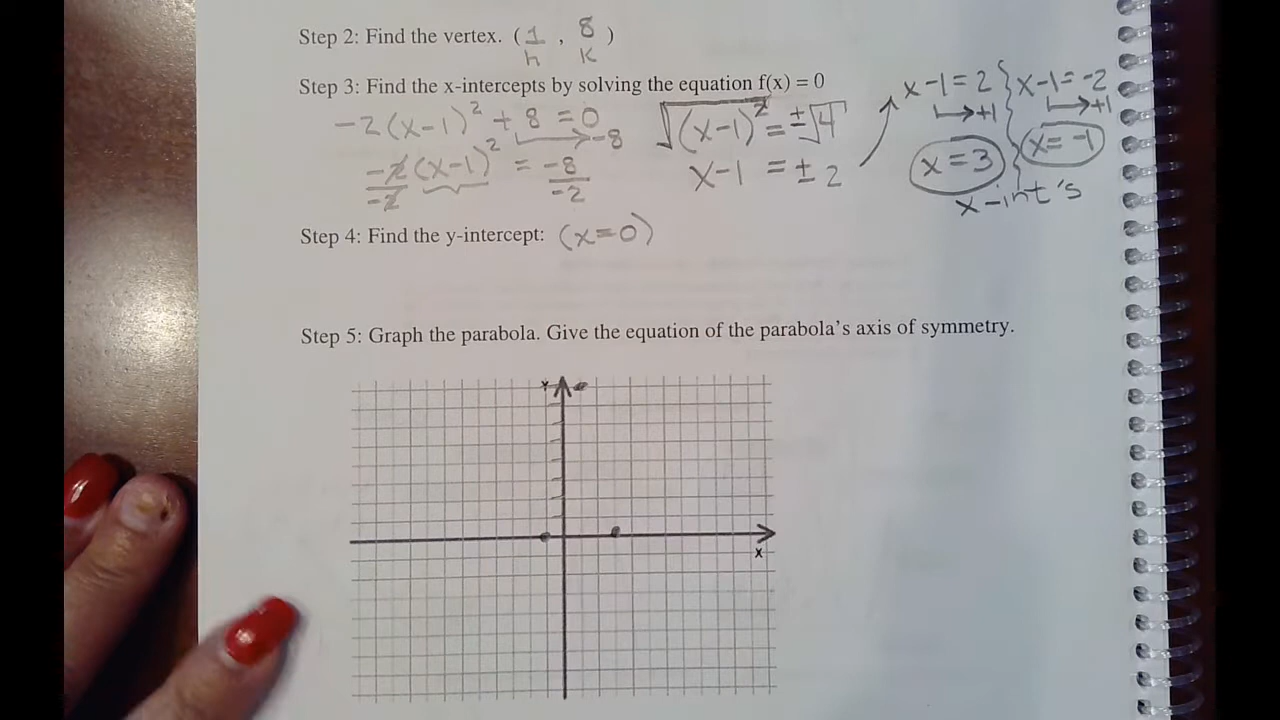 Step 2: Find the vertex. (1, 8)
h k
Step 3: Find the x-intercepts by solving the equation f(x) = 0
-2(x-1)² + 8 = 0
-8
-2(x-1)² = -8
-2 -2
√(x-1)² = ±√4
x-1 = ± 2
x-1=2 x-1=-2
+1 +1
x=3 x=-1
x-int's
Step 4: Find the y-intercept: (x=0)
Step 5: Graph the parabola. Give the equation of the parabola's axis of symmetry.
Y
X